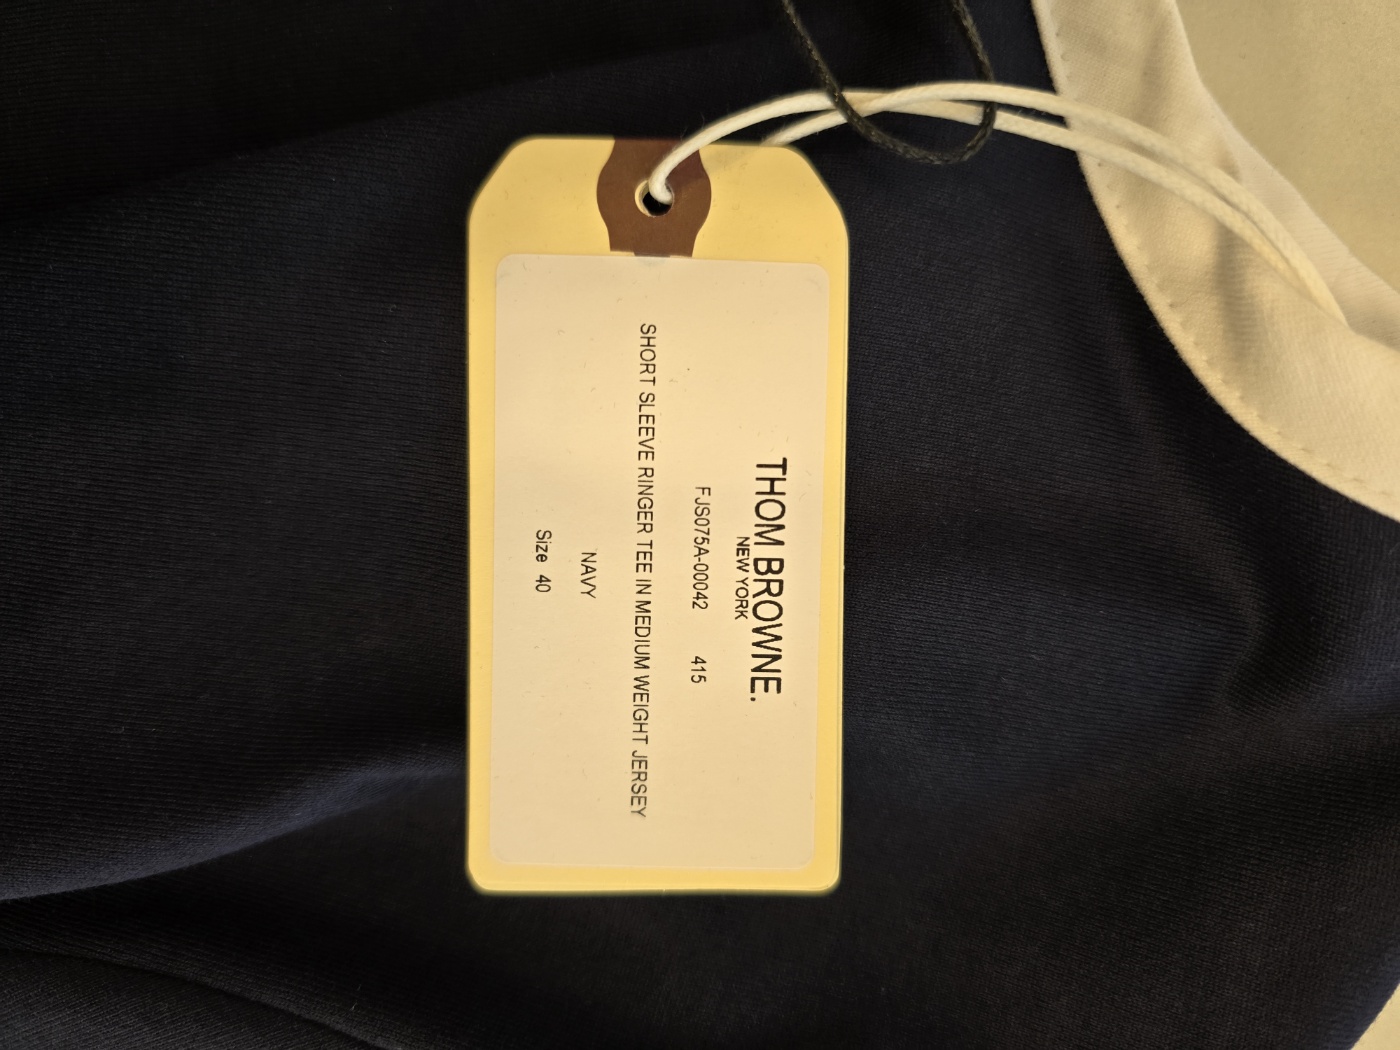 THOM BROWNE.
NEW YORK
FJS075A-00042 415
SHORT SLEEVE RINGER TEE IN MEDIUM WEIGHT JERSEY
NAVY
Size 40